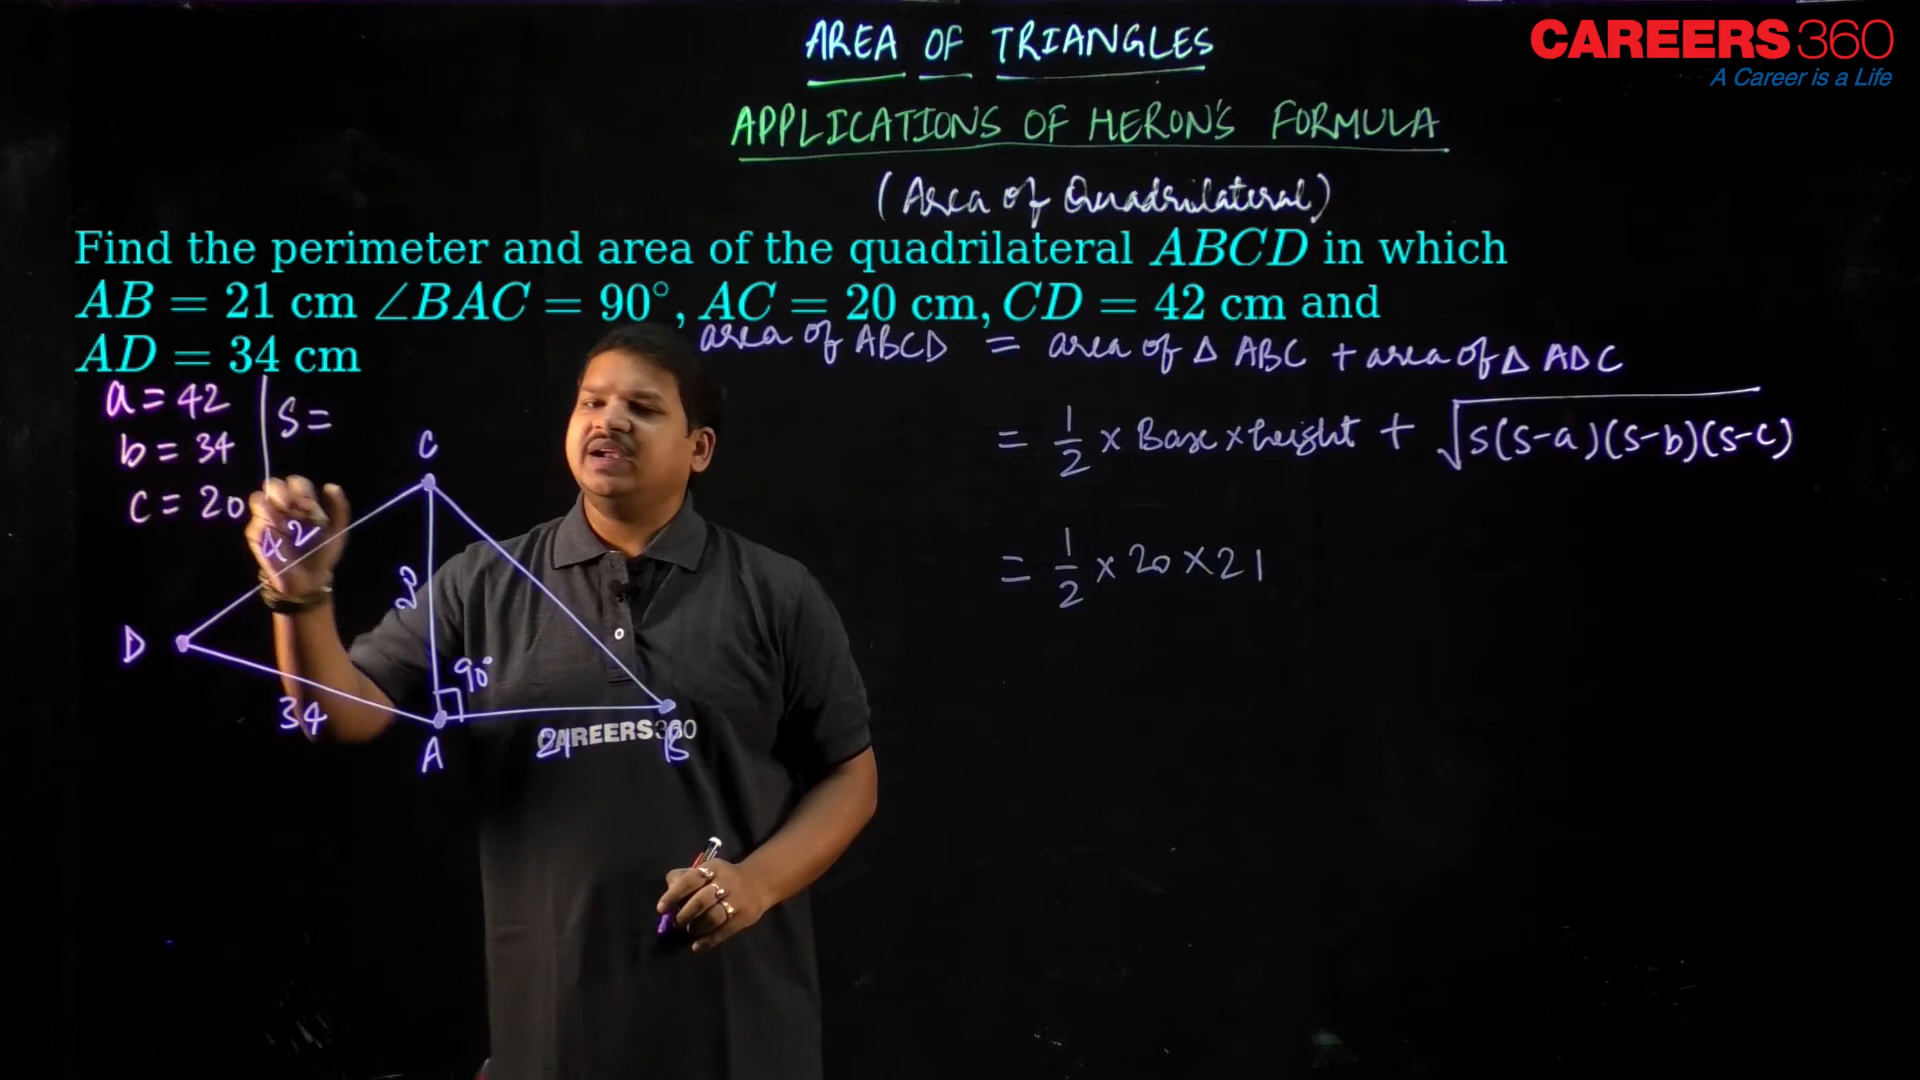 AREA OF TRIANGLES
CAREERS360
A Career is a Life
APPLICATIONS OF HERON'S FORMULA
(Area of Quadrilateral)
Find the perimeter and area of the quadrilateral ABCD in which
AB = 21 cm ∠BAC = 90°, AC = 20 cm, CD = 42 cm and
AD = 34 cm
area of ABCD = area of Δ ABC + area of Δ ADC
= 1/2 × Base × height + √s(s-a)(s-b)(s-c)
= 1/2 × 20 × 21
a = 42
b = 34
c = 20
S =
C
42
D
90°
34
A
21
B
CAREERS360